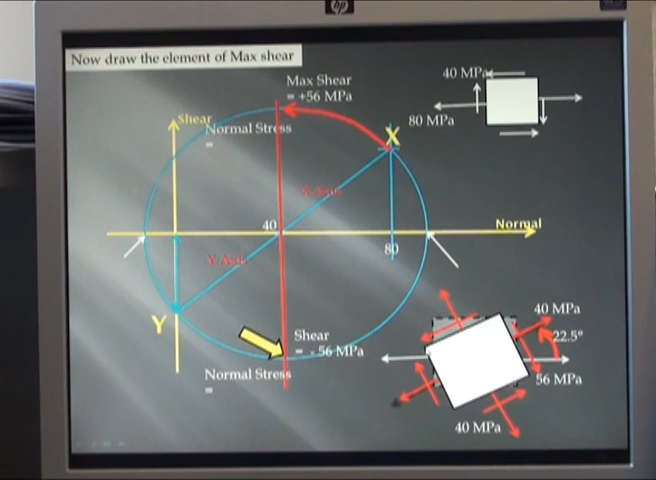 hp
Now draw the element of Max shear
Max Shear
= +56 MPa
40 MPa
80 MPa
Shear
Normal Stress
=
X
X Axis
40
Normal
80
Y Axis
Y
Shear
= - 56 MPa
Normal Stress
=
40 MPa
22.5°
56 MPa
40 MPa